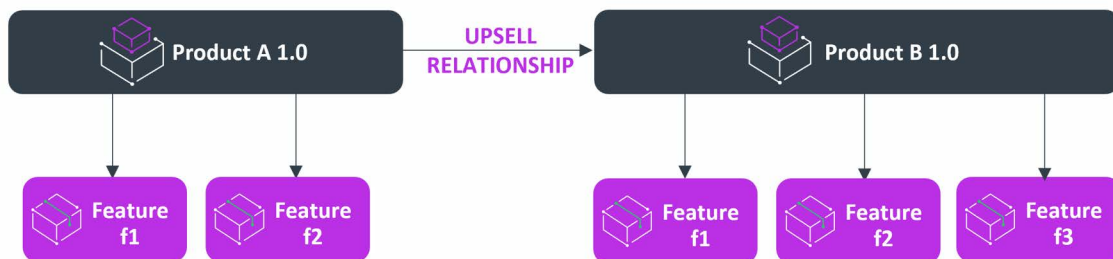 Product A 1.0
UPSELL
RELATIONSHIP
Product B 1.0
Feature
f1
Feature
f2
Feature
f1
Feature
f2
Feature
f3